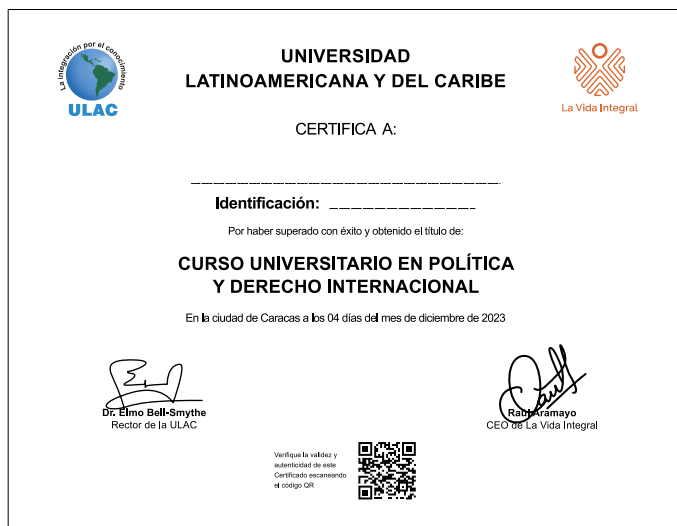 La integración por el conocimiento
ULAC
UNIVERSIDAD
LATINOAMERICANA Y DEL CARIBE
La Vida Integral
CERTIFICA A:
Identificación:
Por haber superado con éxito y obtenido el título de:
CURSO UNIVERSITARIO EN POLÍTICA
Y DERECHO INTERNACIONAL
En la ciudad de Caracas a los 04 días del mes de diciembre de 2023
Dr. Elmo Bell-Smythe
Rector de la ULAC
Raúl Aramayo
CEO de La Vida Integral
Verifique la validez y
autenticidad de este
Certificado escaneando
el código QR